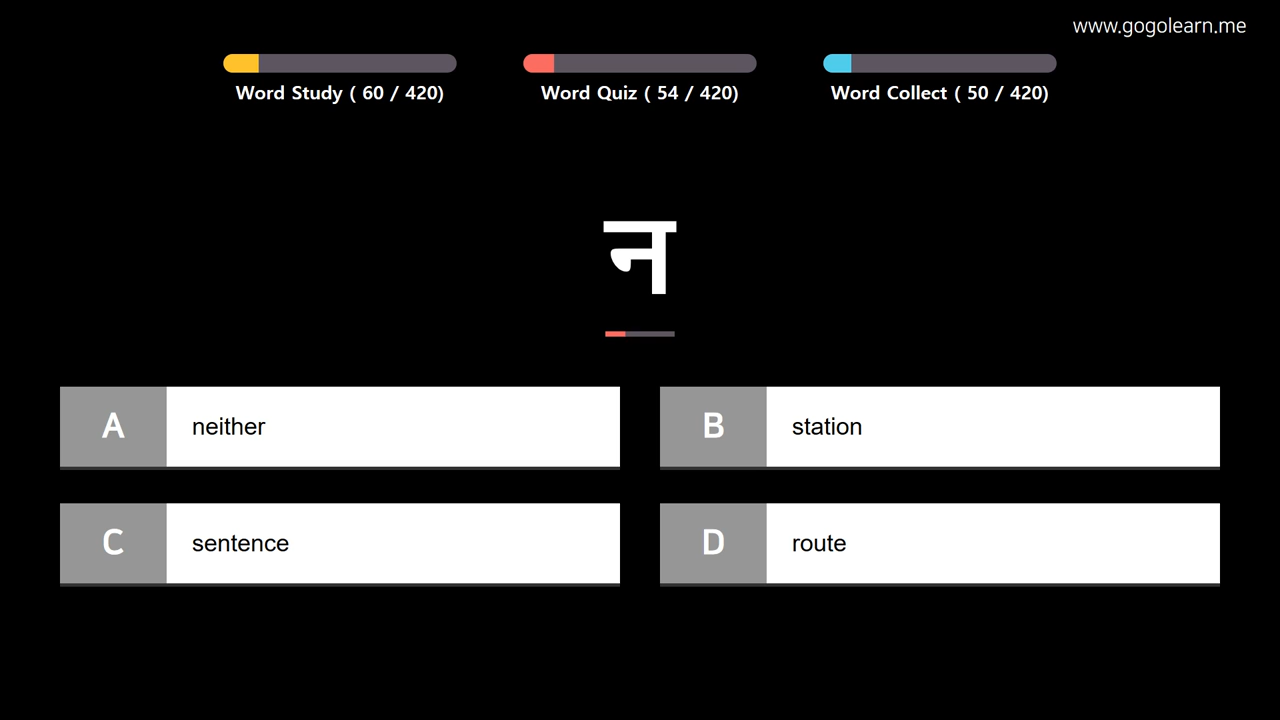 www.gogolearn.me
Word Study ( 60 / 420)
Word Quiz ( 54 / 420)
Word Collect ( 50 / 420)
न
A
neither
B
station
C
sentence
D
route